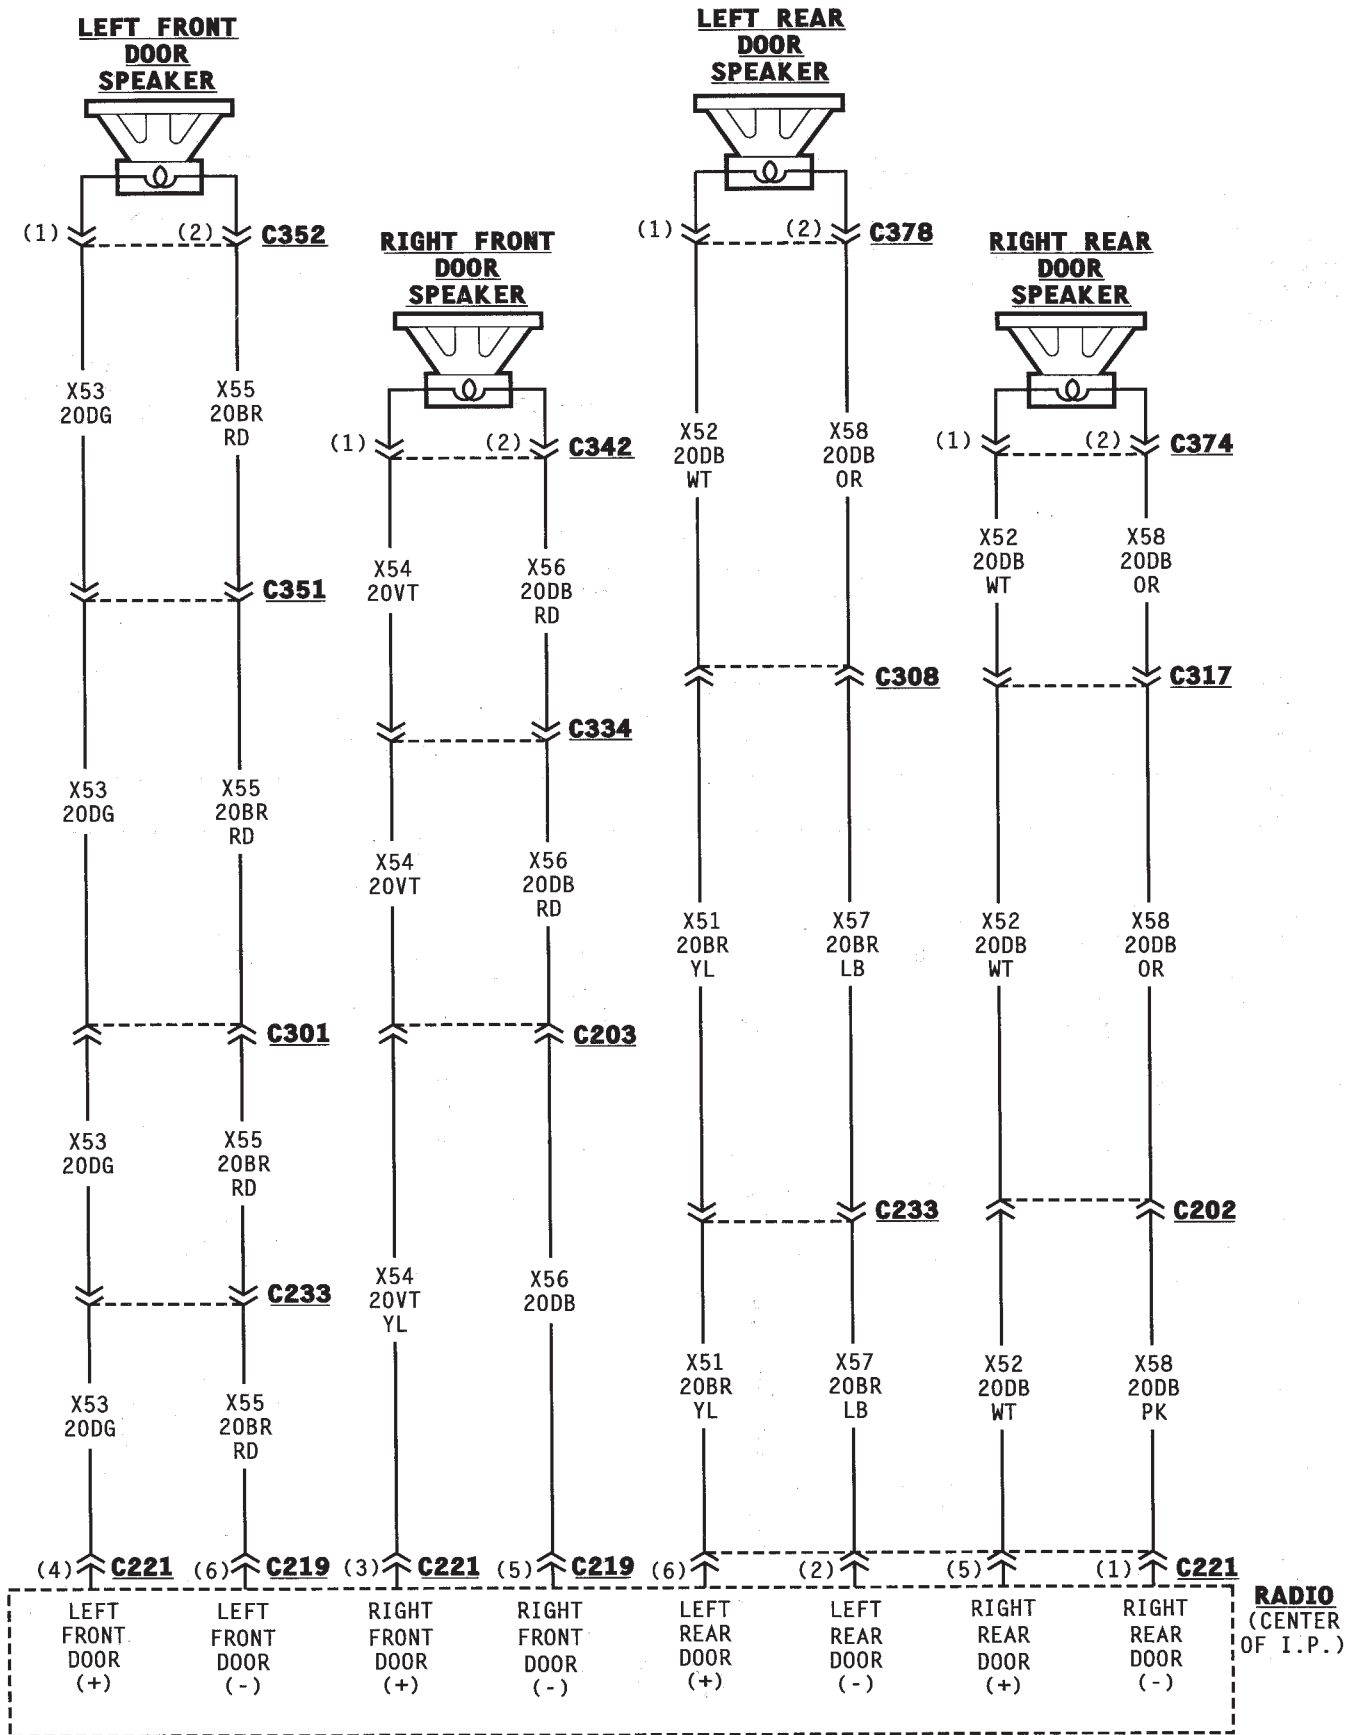 LEFT FRONT
DOOR
SPEAKER
(1)
(2)
C352
X53
20DG
X55
20BR
RD
C351
X53
20DG
X55
20BR
RD
C301
X53
20DG
X55
20BR
RD
C233
X53
20DG
X55
20BR
RD
(4)
C221
(6)
C219
RIGHT FRONT
DOOR
SPEAKER
(1)
(2)
C342
X54
20VT
X56
20DB
RD
C334
X54
20VT
X56
20DB
RD
C203
X54
20VT
YL
X56
20DB
(3)
C221
(5)
C219
LEFT REAR
DOOR
SPEAKER
(1)
(2)
C378
X52
20DB
WT
X58
20DB
OR
C308
X51
20BR
YL
X57
20BR
LB
C233
X51
20BR
YL
X57
20BR
LB
(6)
(2)
RIGHT REAR
DOOR
SPEAKER
(1)
(2)
C374
X52
20DB
WT
X58
20DB
OR
C317
X52
20DB
WT
X58
20DB
OR
C202
X52
20DB
WT
X58
20DB
PK
(5)
(1)
C221
LEFT
FRONT
DOOR
(+)
LEFT
FRONT
DOOR
(-)
RIGHT
FRONT
DOOR
(+)
RIGHT
FRONT
DOOR
(-)
LEFT
REAR
DOOR
(+)
LEFT
REAR
DOOR
(-)
RIGHT
REAR
DOOR
(+)
RIGHT
REAR
DOOR
(-)
RADIO
(CENTER
OF I.P.)